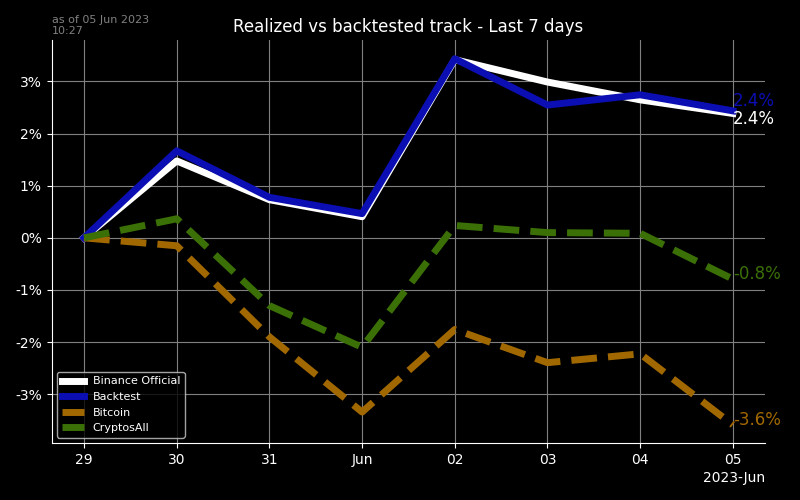 as of 05 Jun 2023
10:27
Realized vs backtested track - Last 7 days
3%
2%
1%
0%
-1%
-2%
-3%
2.4%
2.4%
-0.8%
-3.6%
Binance Official
Backtest
Bitcoin
CryptosAll
29 30 31 Jun 02 03 04 05
2023-Jun